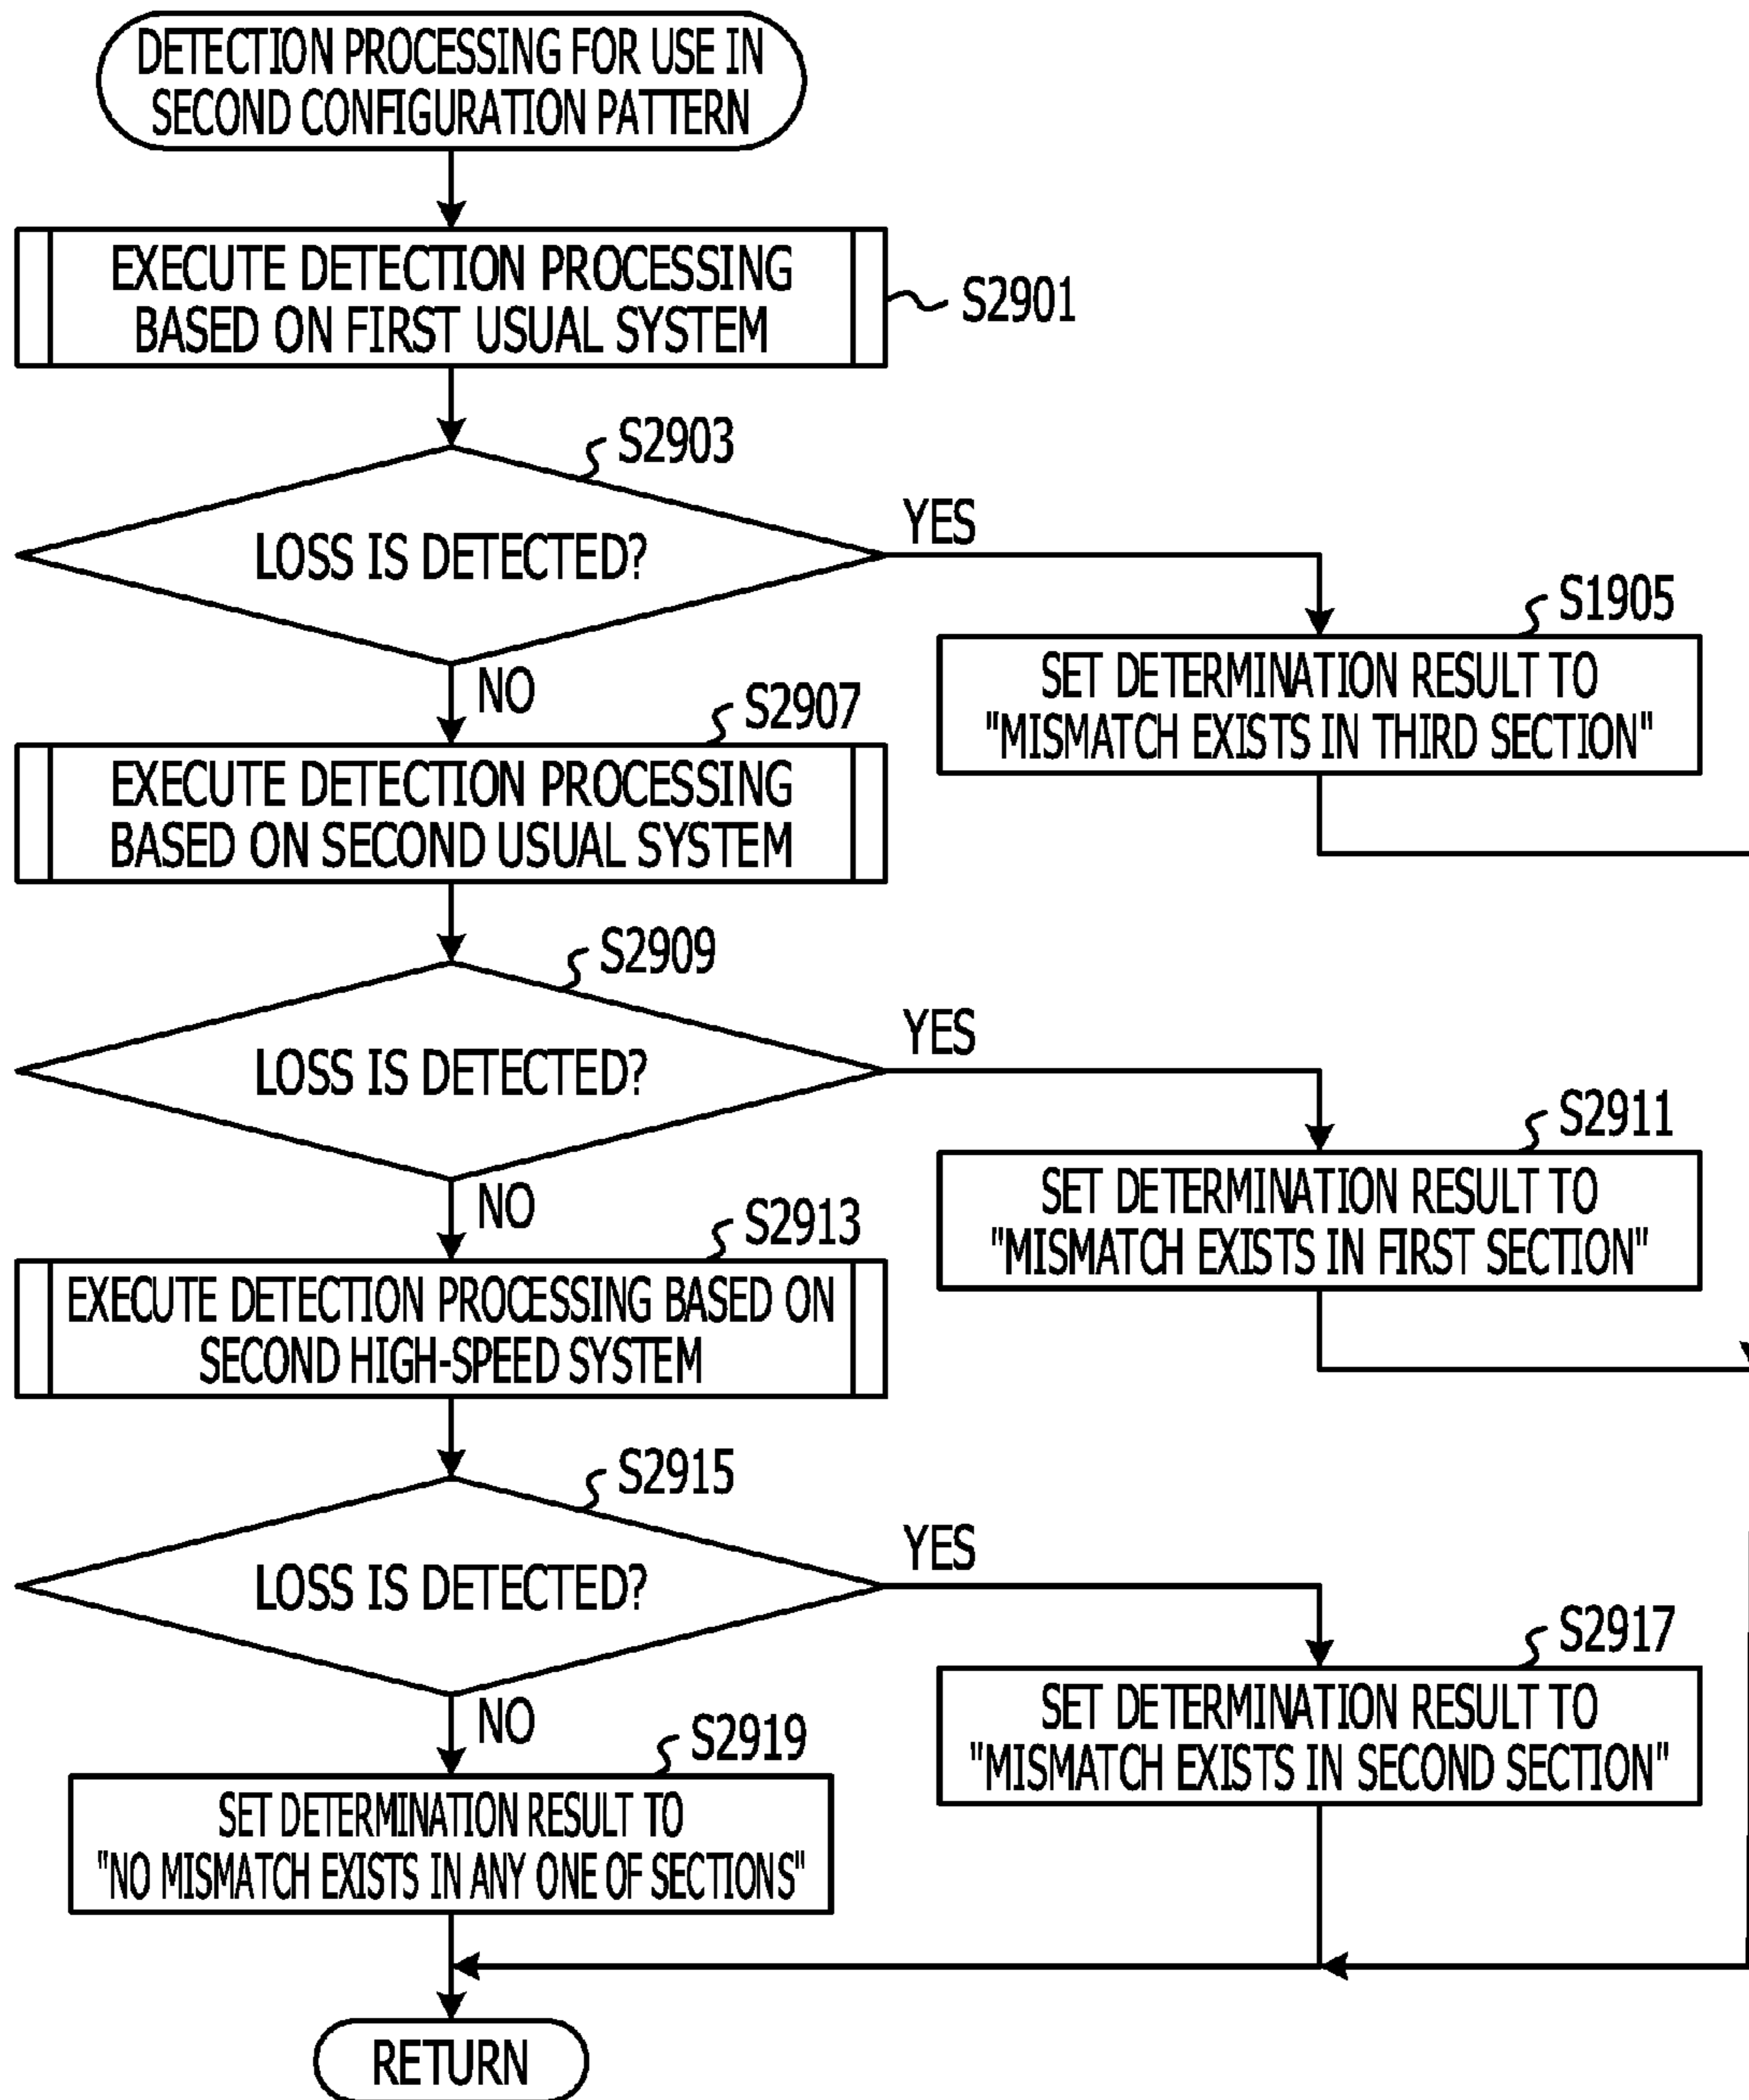 DETECTION PROCESSING FOR USE IN
SECOND CONFIGURATION PATTERN
EXECUTE DETECTION PROCESSING
BASED ON FIRST USUAL SYSTEM
S2901
S2903
LOSS IS DETECTED?
YES
NO
S1905
SET DETERMINATION RESULT TO
"MISMATCH EXISTS IN THIRD SECTION"
S2907
EXECUTE DETECTION PROCESSING
BASED ON SECOND USUAL SYSTEM
S2909
LOSS IS DETECTED?
YES
NO
S2911
SET DETERMINATION RESULT TO
"MISMATCH EXISTS IN FIRST SECTION"
S2913
EXECUTE DETECTION PROCESSING BASED ON
SECOND HIGH-SPEED SYSTEM
S2915
LOSS IS DETECTED?
YES
NO
S2917
SET DETERMINATION RESULT TO
"MISMATCH EXISTS IN SECOND SECTION"
S2919
SET DETERMINATION RESULT TO
"NO MISMATCH EXISTS IN ANY ONE OF SECTIONS"
RETURN